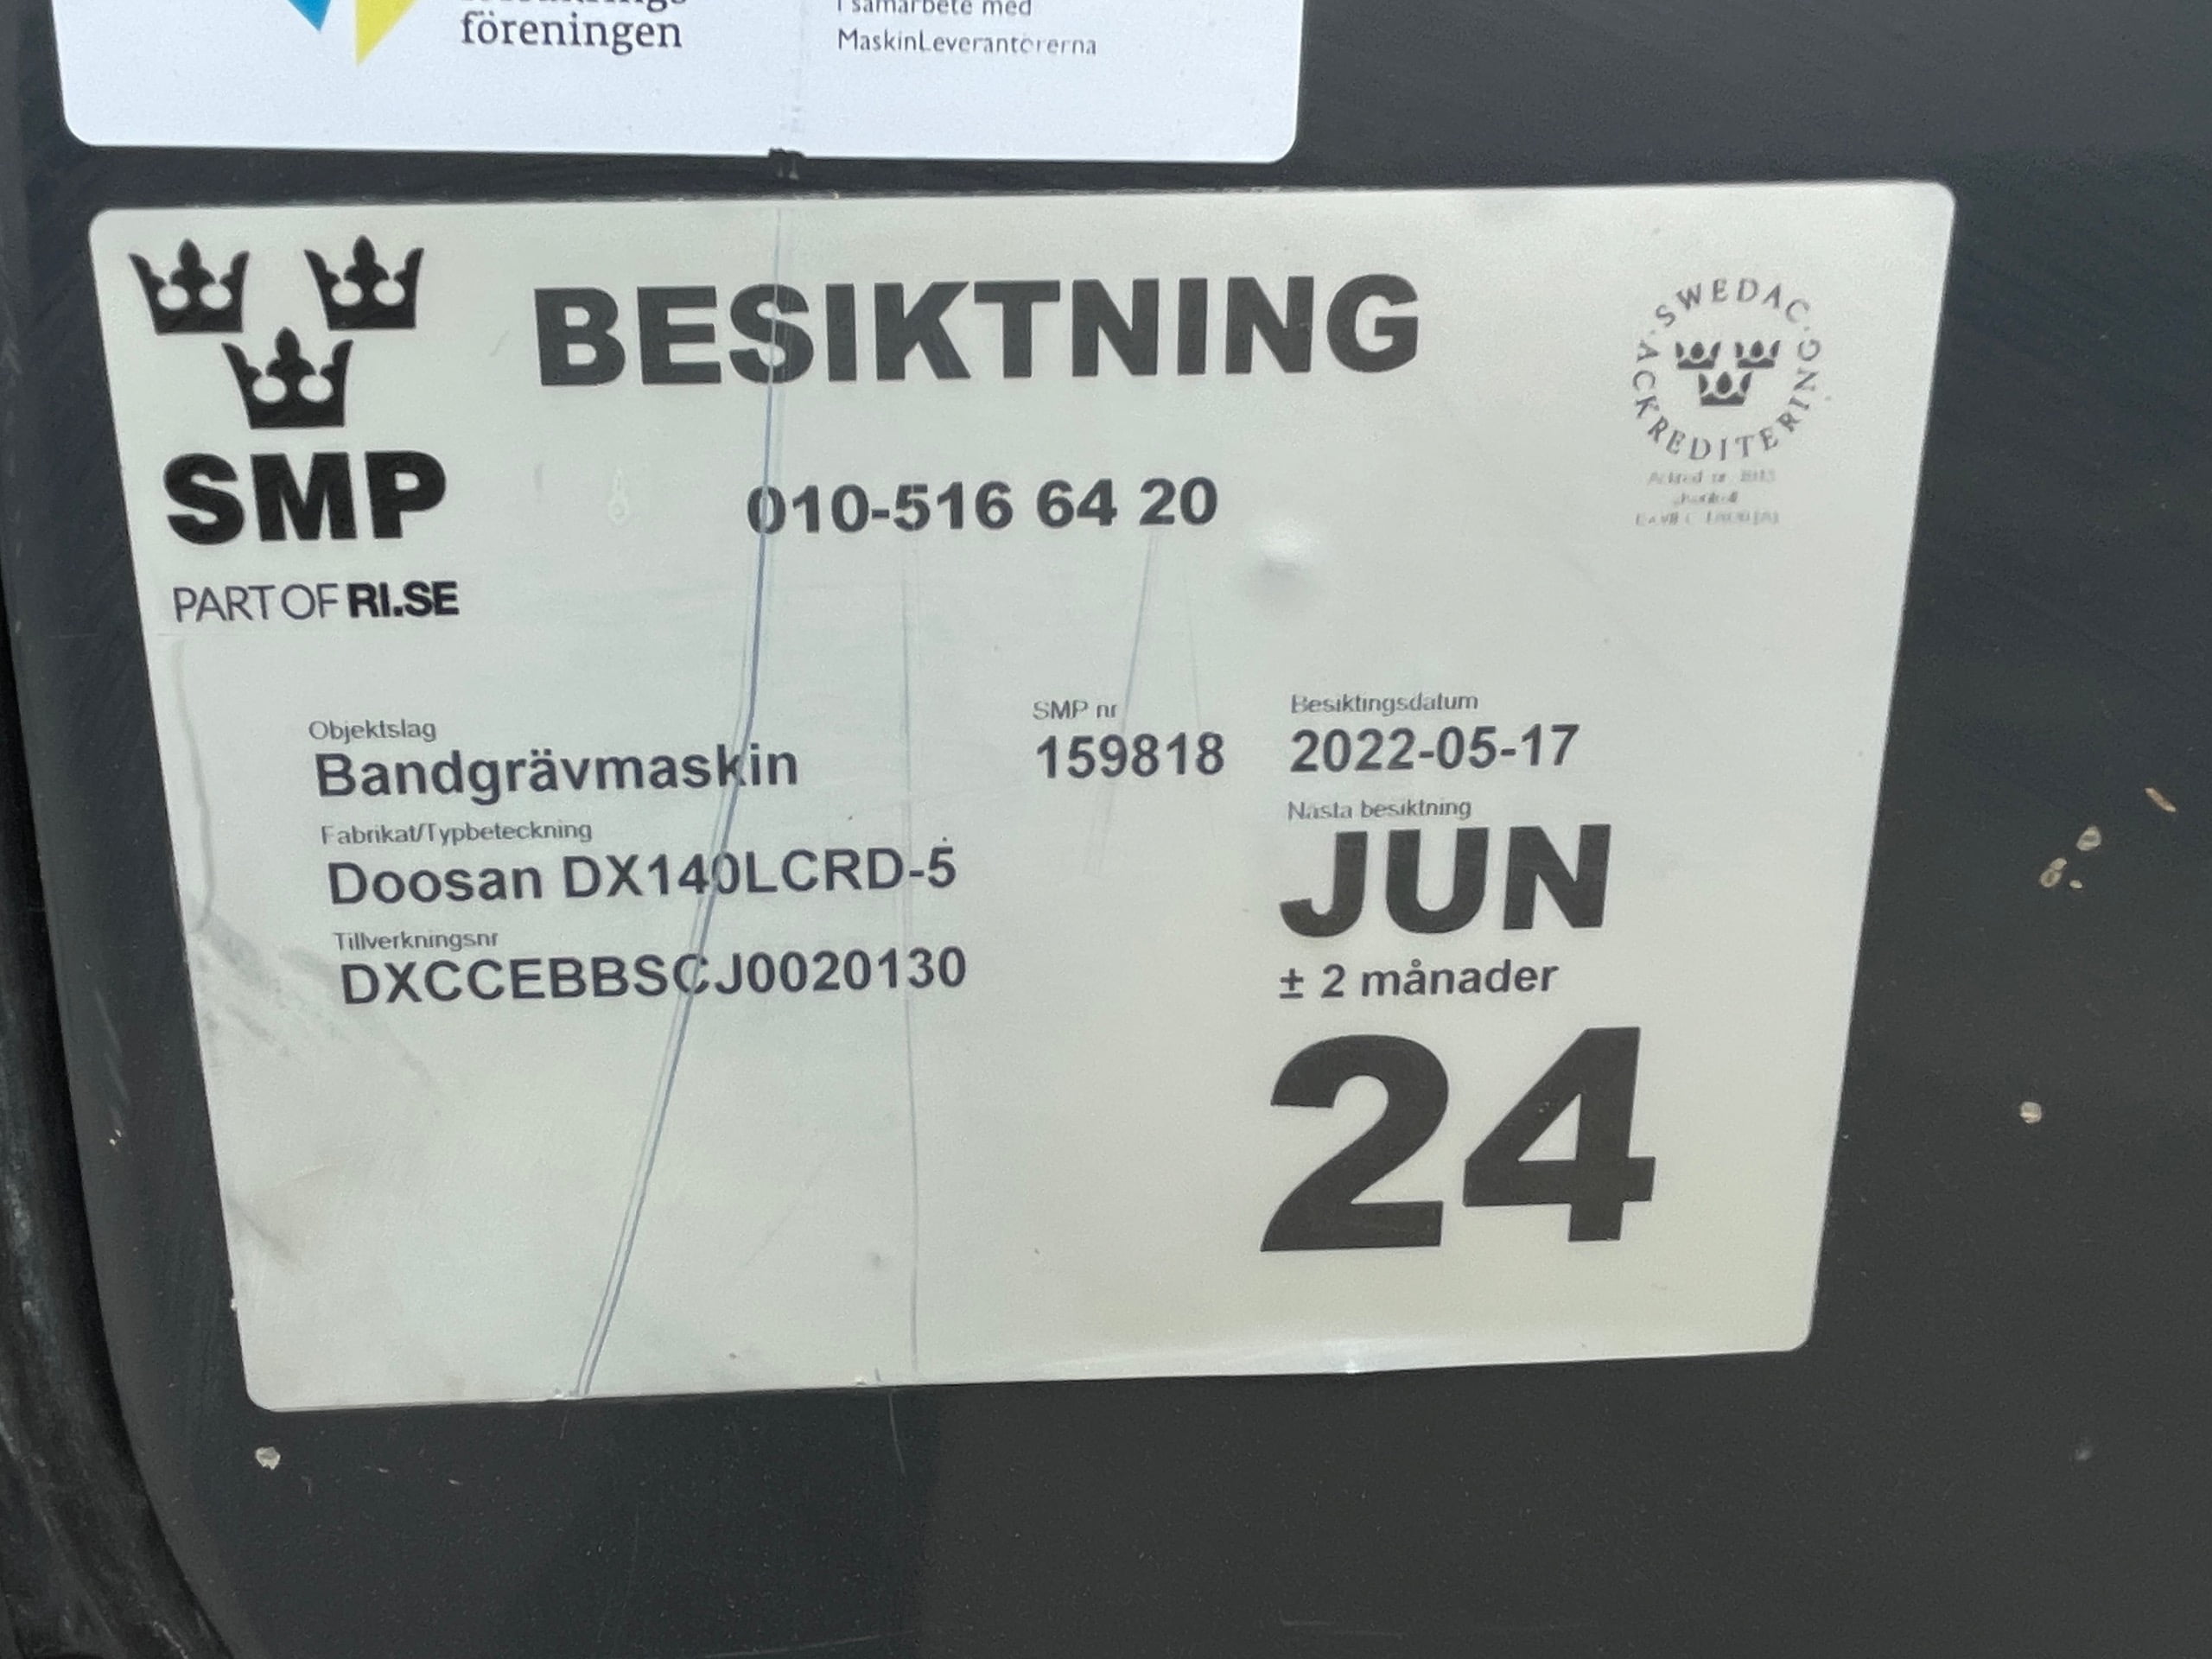 föreningen
i samarbete med
MaskinLeverantörerna
BESIKTNING
SWEDAC
ACKREDITERING
SMP
PART OF RI.SE
010-516 64 20
Objektslag
Bandgrävmaskin
SMP nr
159818
Besiktingsdatum
2022-05-17
Fabrikat/Typbeteckning
Doosan DX140LCRD-5
Nästa besiktning
JUN
Tillverkningsnr
DXCCEBBSCJ0020130
± 2 månader
24